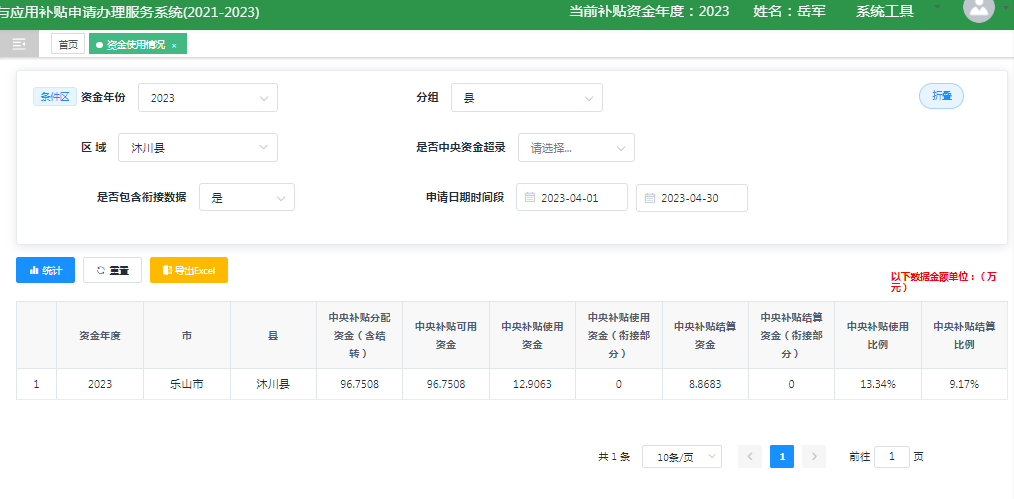 与应用补贴申请办理服务系统(2021-2023)
当前补贴资金年度：2023 姓名：岳军 系统工具
首页 资金使用情况 ×
条件区 资金年份 2023 分组 县 折叠
区 域 沐川县 是否中央资金超录 请选择...
是否包含衔接数据 是 申请日期时间段 2023-04-01 2023-04-30
统计 重置 导出Excel
以下数据金额单位：（万
元）
资金年度 市 县 中央补贴分配资金（含结转） 中央补贴可用资金 中央补贴使用资金 中央补贴使用资金（衔接部分） 中央补贴结算资金 中央补贴结算资金（衔接部分） 中央补贴使用比例 中央补贴结算比例
1 2023 乐山市 沐川县 96.7508 96.7508 12.9063 0 8.8683 0 13.34% 9.17%
共 1 条 10条/页 1 前往 1 页